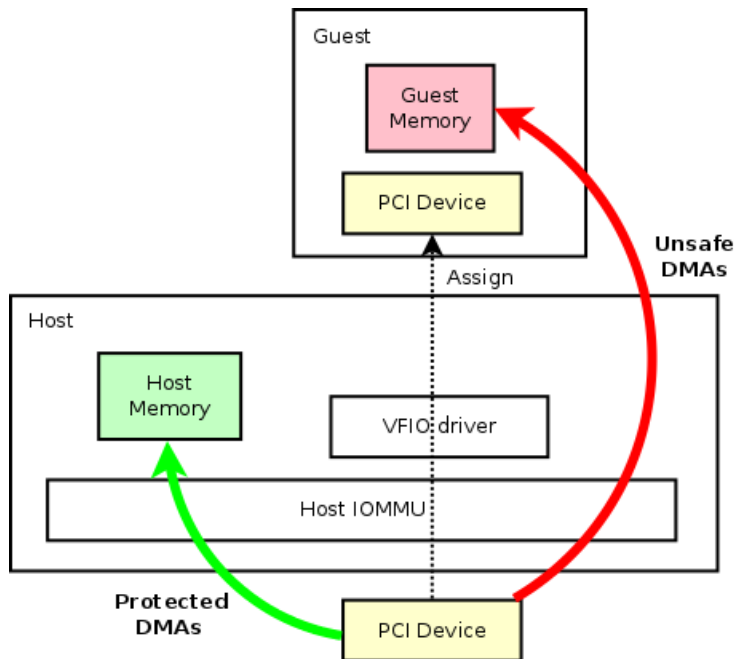 Guest
Guest
Memory
PCI Device
Unsafe
DMAs
Assign
Host
Host
Memory
VFIO driver
Host IOMMU
Protected
DMAs
PCI Device